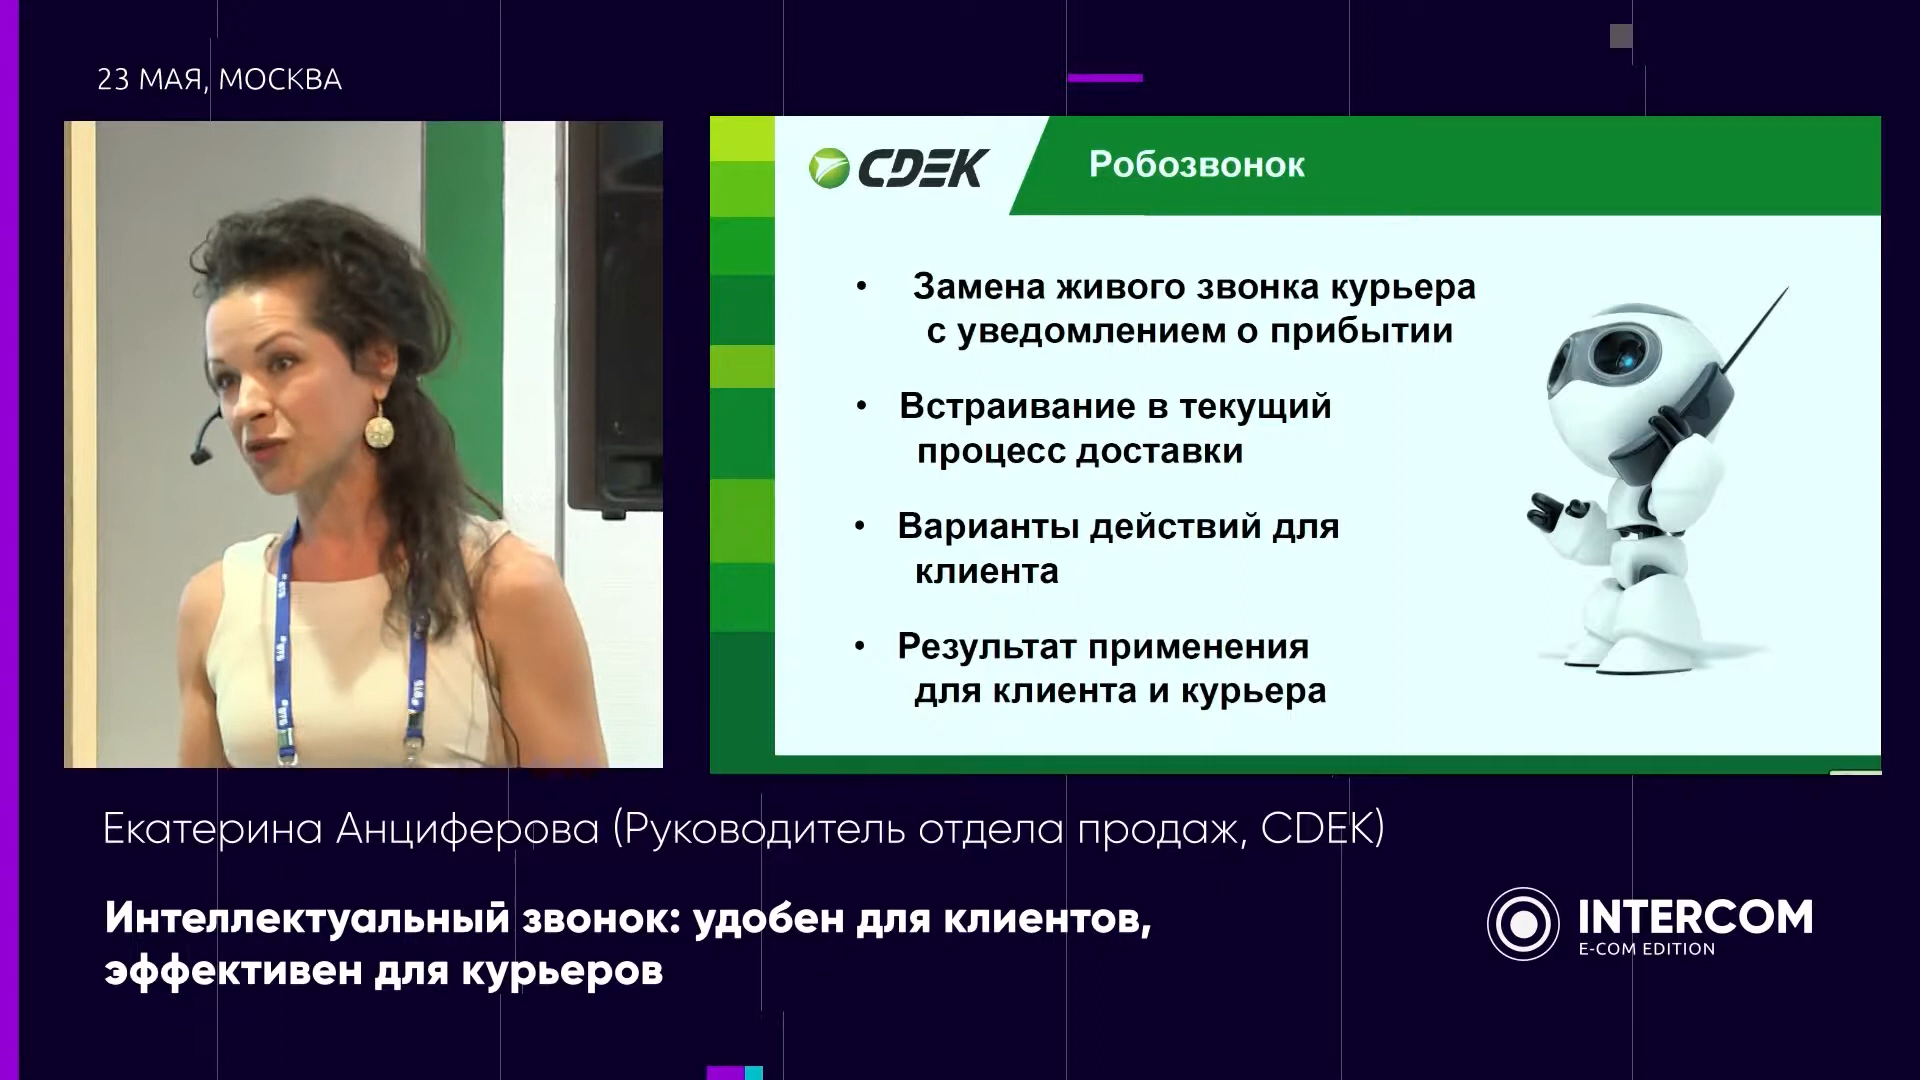 23 МАЯ, МОСКВА
CDEK
Робозвонок
• Замена живого звонка курьера
с уведомлением о прибытии
• Встраивание в текущий
процесс доставки
• Варианты действий для
клиента
• Результат применения
для клиента и курьера
Екатерина Анциферова (Руководитель отдела продаж, CDEK)
Интеллектуальный звонок: удобен для клиентов,
эффективен для курьеров
INTERCOM
E-COM EDITION